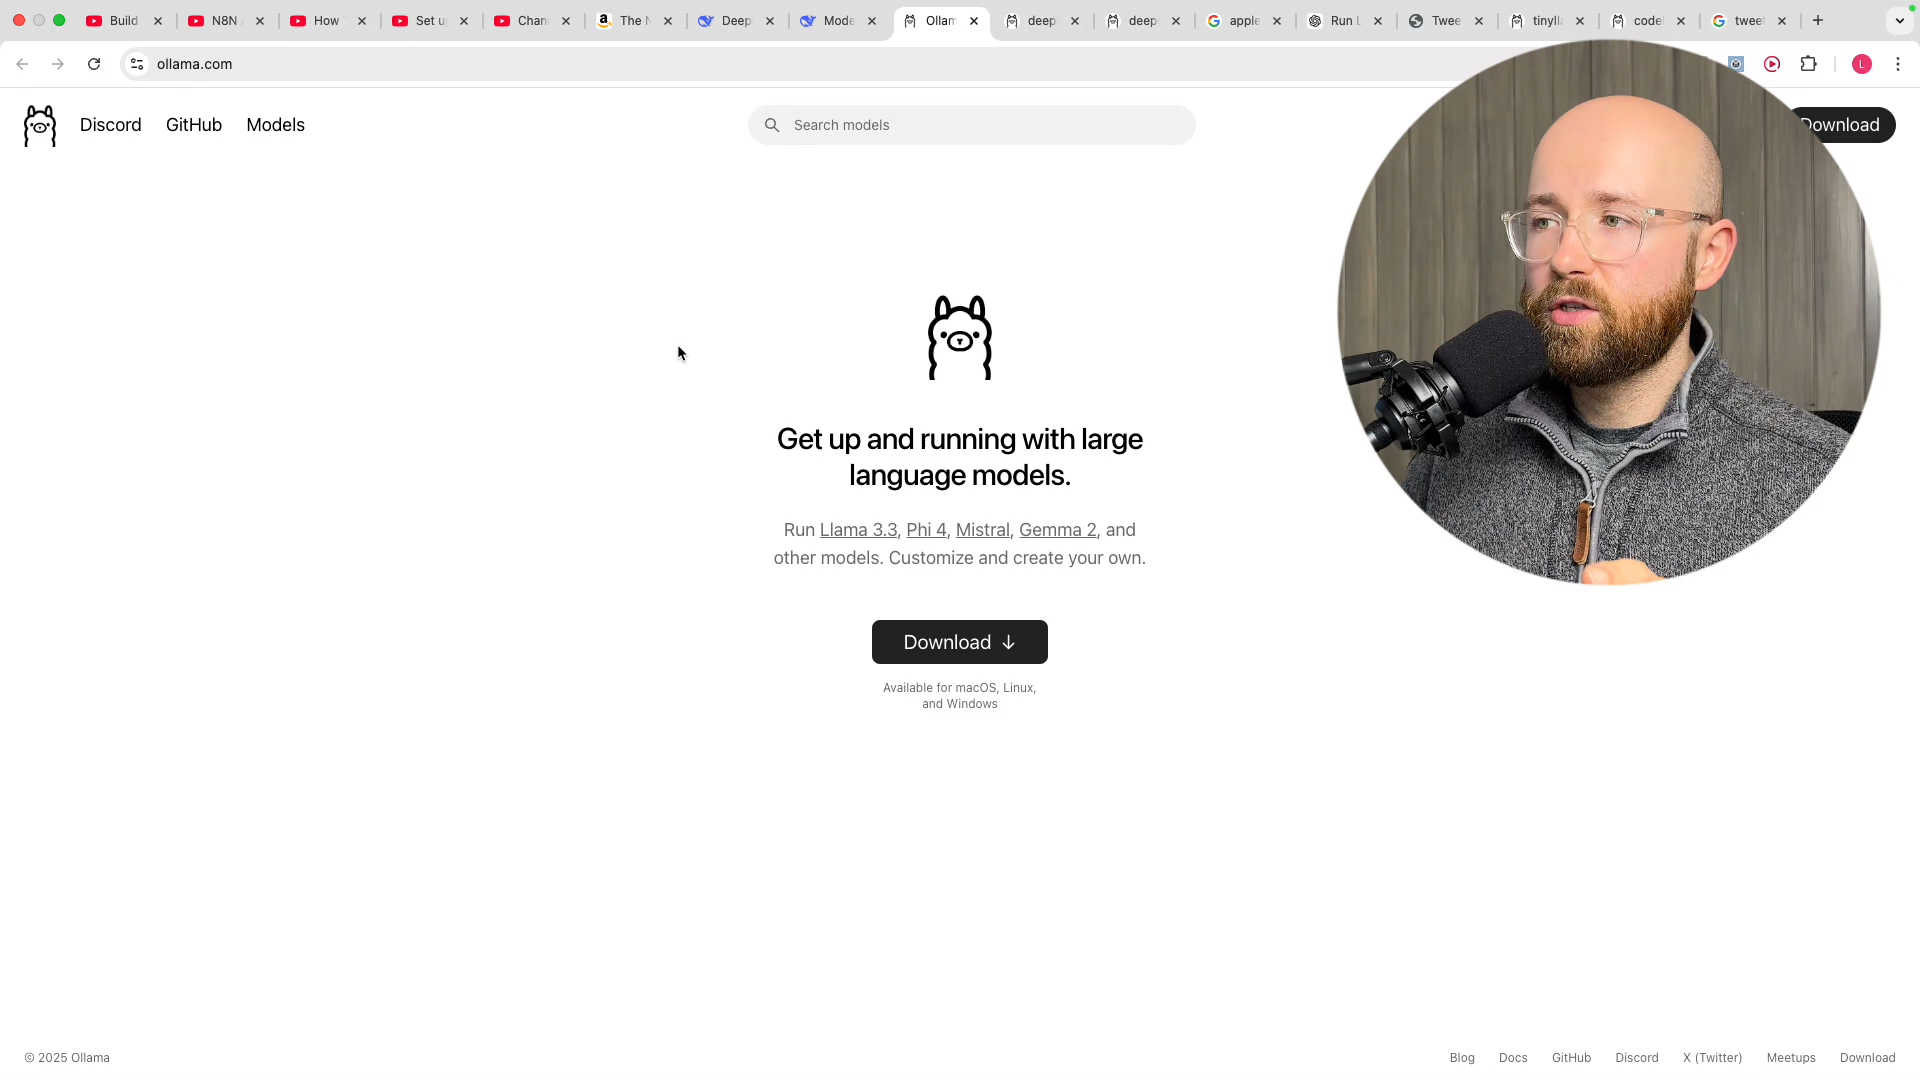 Build
N8N
How
Set up
Chan
The N
Deep
Mode
Ollam
deep
deep
apple
Run L
Twee
tinyll
code
tweet
ollama.com
L
Discord GitHub Models
Search models
Download
Get up and running with large
language models.
Run Llama 3.3, Phi 4, Mistral, Gemma 2, and
other models. Customize and create your own.
Download ↓
Available for macOS, Linux,
and Windows
© 2025 Ollama
Blog Docs GitHub Discord X (Twitter) Meetups Download